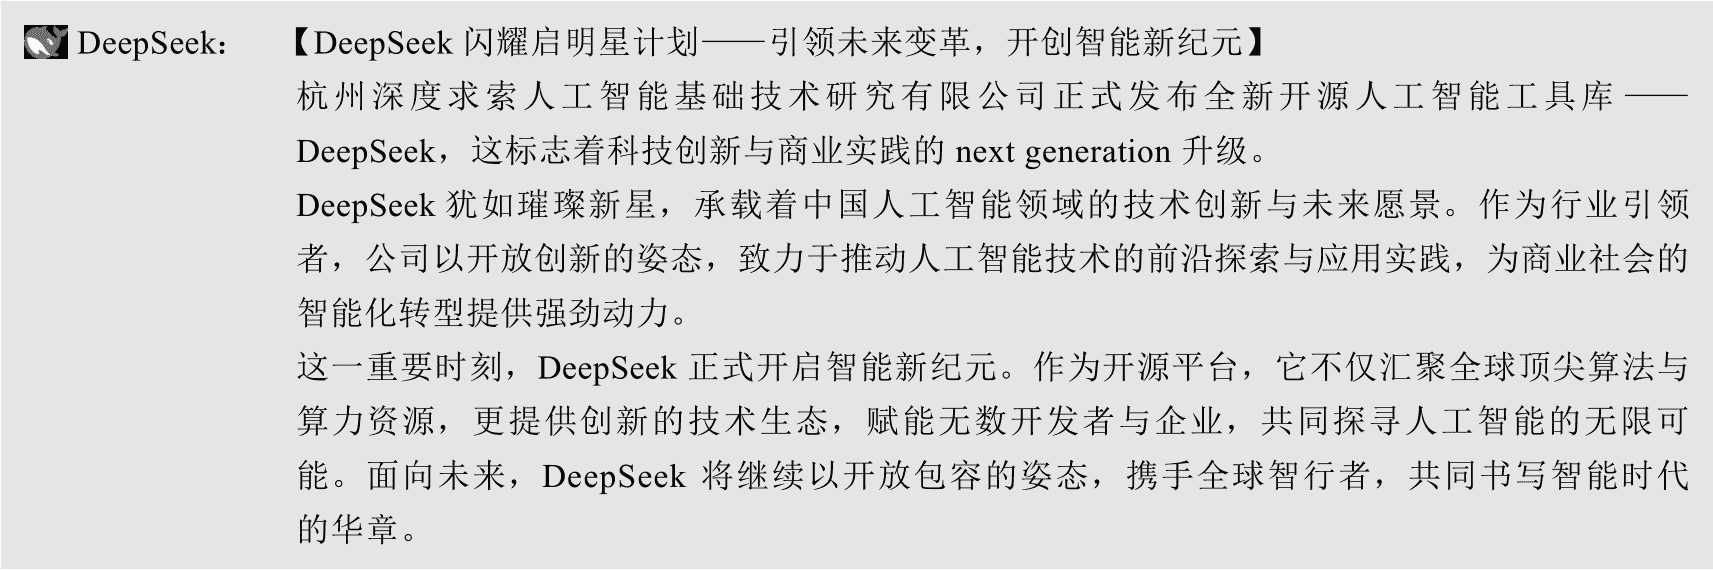 DeepSeek： 【DeepSeek 闪耀启明星计划——引领未来变革，开创智能新纪元】
杭州深度求索人工智能基础技术研究有限公司正式发布全新开源人工智能工具库——
DeepSeek，这标志着科技创新与商业实践的 next generation 升级。
DeepSeek 犹如璀璨新星，承载着中国人工智能领域的技术创新与未来愿景。作为行业引领
者，公司以开放创新的姿态，致力于推动人工智能技术的前沿探索与应用实践，为商业社会的
智能化转型提供强劲动力。
这一重要时刻，DeepSeek 正式开启智能新纪元。作为开源平台，它不仅汇聚全球顶尖算法与
算力资源，更提供创新的技术生态，赋能无数开发者与企业，共同探寻人工智能的无限可
能。面向未来，DeepSeek 将继续以开放包容的姿态，携手全球智行者，共同书写智能时代
的华章。